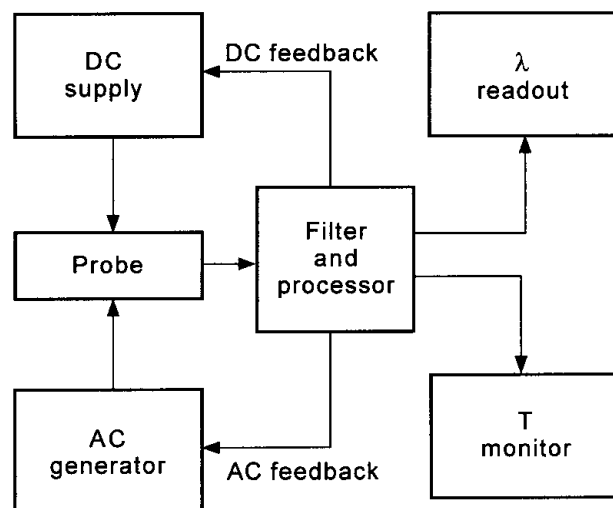 DC
supply
DC feedback
λ
readout
Probe
Filter
and
processor
AC
generator
AC feedback
T
monitor